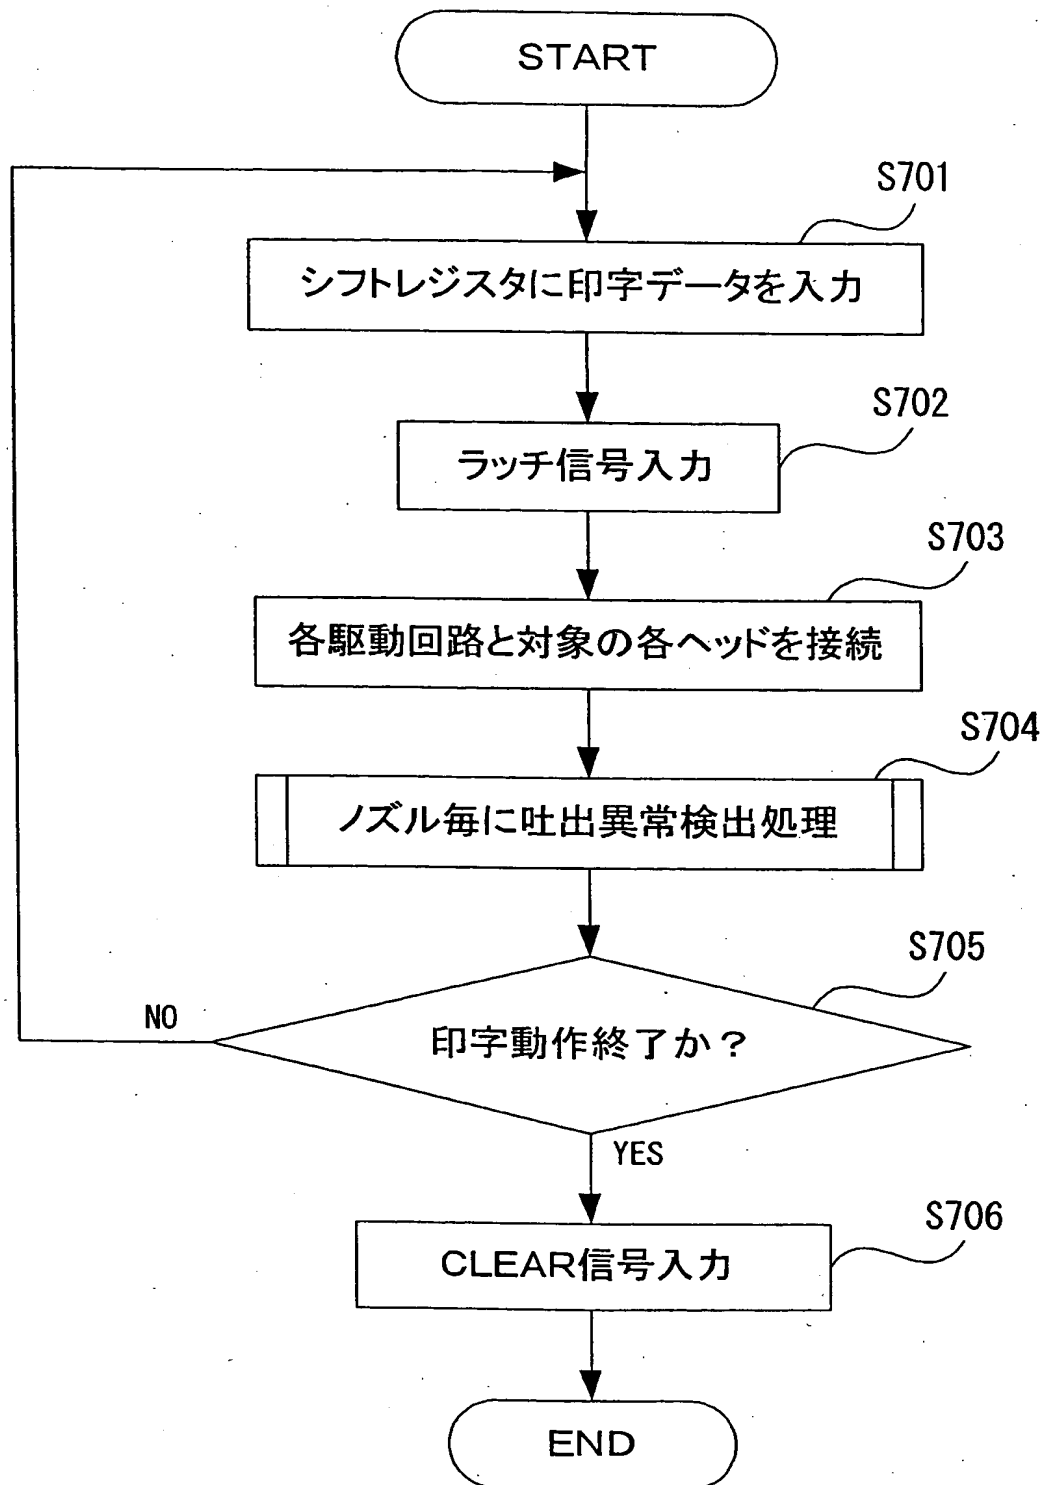 START
S701
シフトレジスタに印字データを入力
S702
ラッチ信号入力
S703
各駆動回路と対象の各ヘッドを接続
S704
ノズル毎に吐出異常検出処理
S705
印字動作終了か？
NO
YES
S706
CLEAR信号入力
END